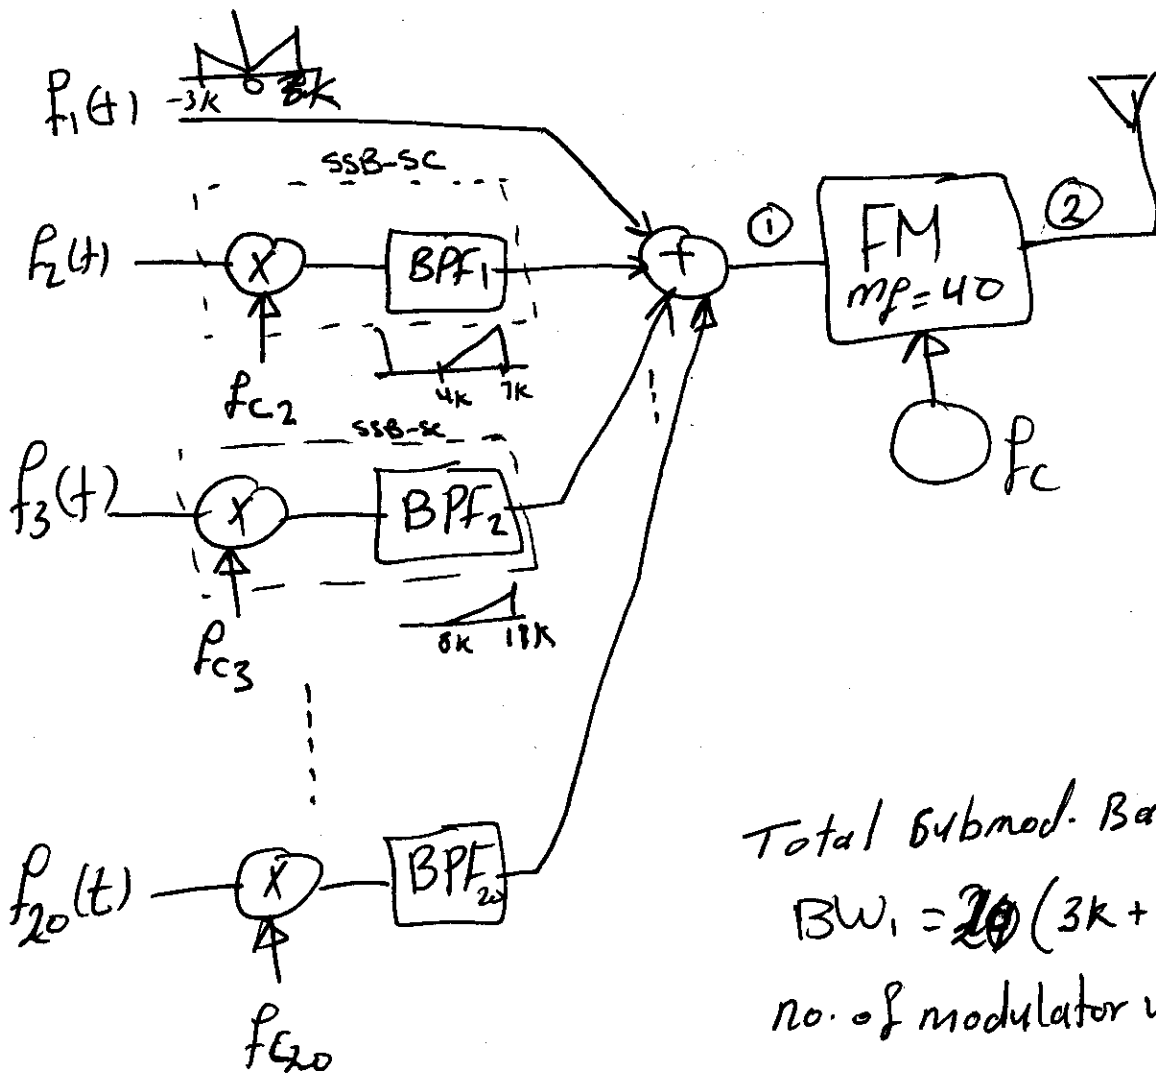 -3K 0 3K
f1(t)
SSB-SC
f2(t) X BPF1 + ① FM mf=40 ②
4K 7K
fc2
SSB-SC
f3(t) X BPF2 fc
8K 11K
fc3
Total Submod. Ba
f20(t) X BPF20
BW1 = (3K +
no. of modulator
fc20